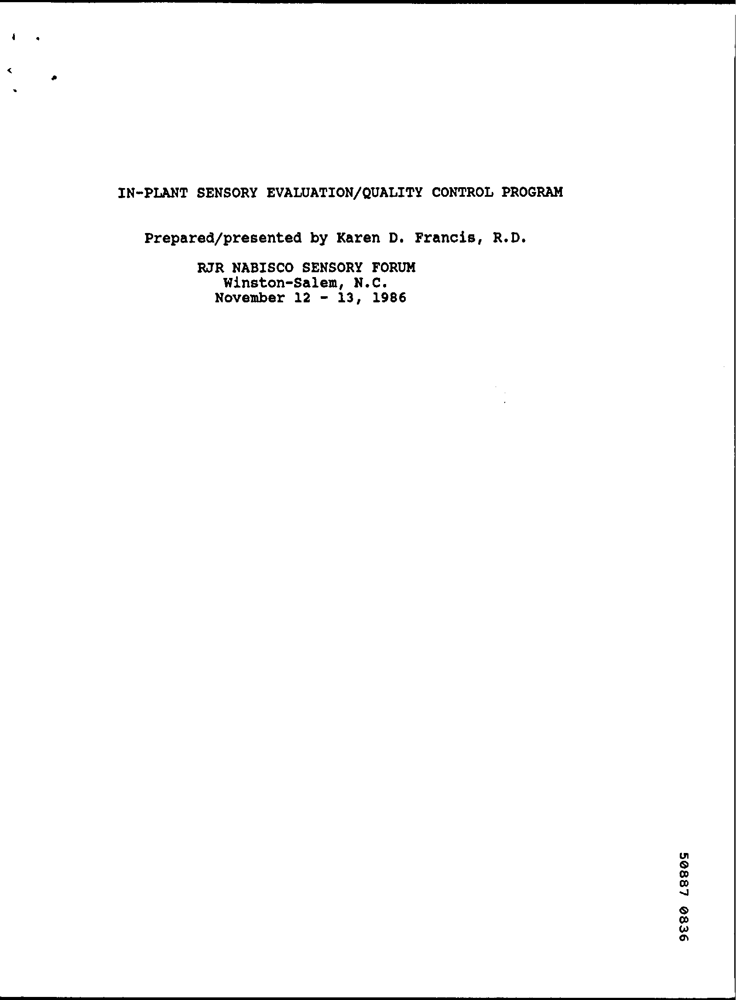 IN-PLANT SENSORY EVALUATION/QUALITY CONTROL PROGRAM
Prepared/presented by Karen D. Francis, R.D.
RJR NABISCO SENSORY FORUM
Winston-Salem, N.C.
November 12 - 13, 1986
50887 0836